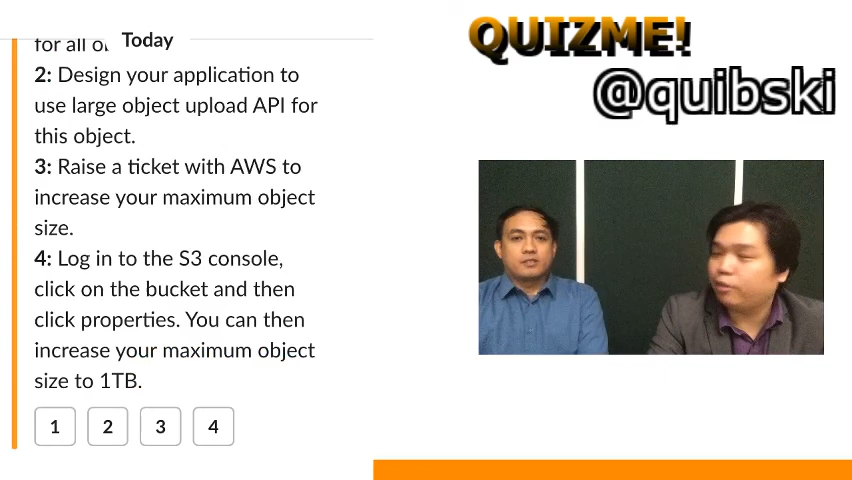 Today
for all
2: Design your application to
use large object upload API for
this object.
3: Raise a ticket with AWS to
increase your maximum object
size.
4: Log in to the S3 console,
click on the bucket and then
click properties. You can then
increase your maximum object
size to 1TB.
1 2 3 4
QUIZME!
@quibski